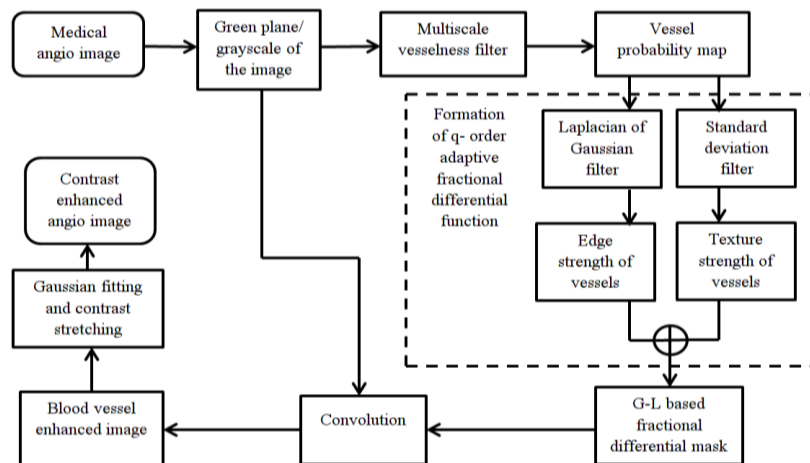 Medical
angio image
Green plane/
grayscale of
the image
Multiscale
vesselness filter
Vessel
probability map
Formation
of q- order
adaptive
fractional
differential
function
Laplacian of
Gaussian
filter
Standard
deviation
filter
Edge
strength of
vessels
Texture
strength of
vessels
G-L based
fractional
differential mask
Convolution
Blood vessel
enhanced image
Gaussian fitting
and contrast
stretching
Contrast
enhanced
angio image